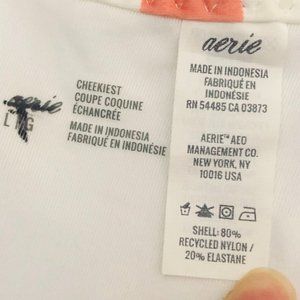 aerie
LTG
CHEEKIEST
COUPE COQUINE
ÉCHANCRÉE
MADE IN INDONESIA
FABRIQUÉ EN INDONÉSIE
aerie
MADE IN INDONESIA
FABRIQUÉ EN
INDONÉSIE
RN 54485 CA 03873
AERIE™ AEO
MANAGEMENT CO.
NEW YORK, NY
10016 USA
SHELL: 80%
RECYCLED NYLON /
20% ELASTANE